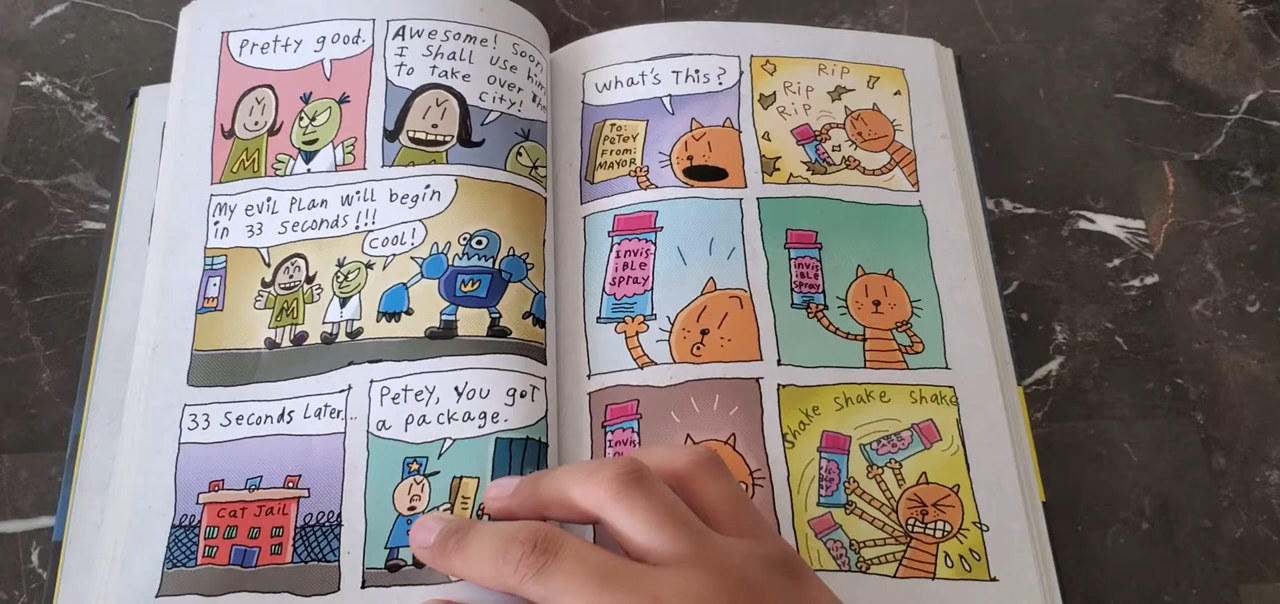 Pretty good.
Awesome! Soon
I shall use him
to take over the
city!
My evil Plan will begin
in 33 Seconds!!!
Cool!
M
M
33 Seconds Later...
Cat Jail
Petey, You got
a package.
What's This?
To:
Petey
From:
MAYOR
RiP
RiP
RiP
Invis-
iBLe
spray
invis
iBLe
spray
Invis-
shake shake shake